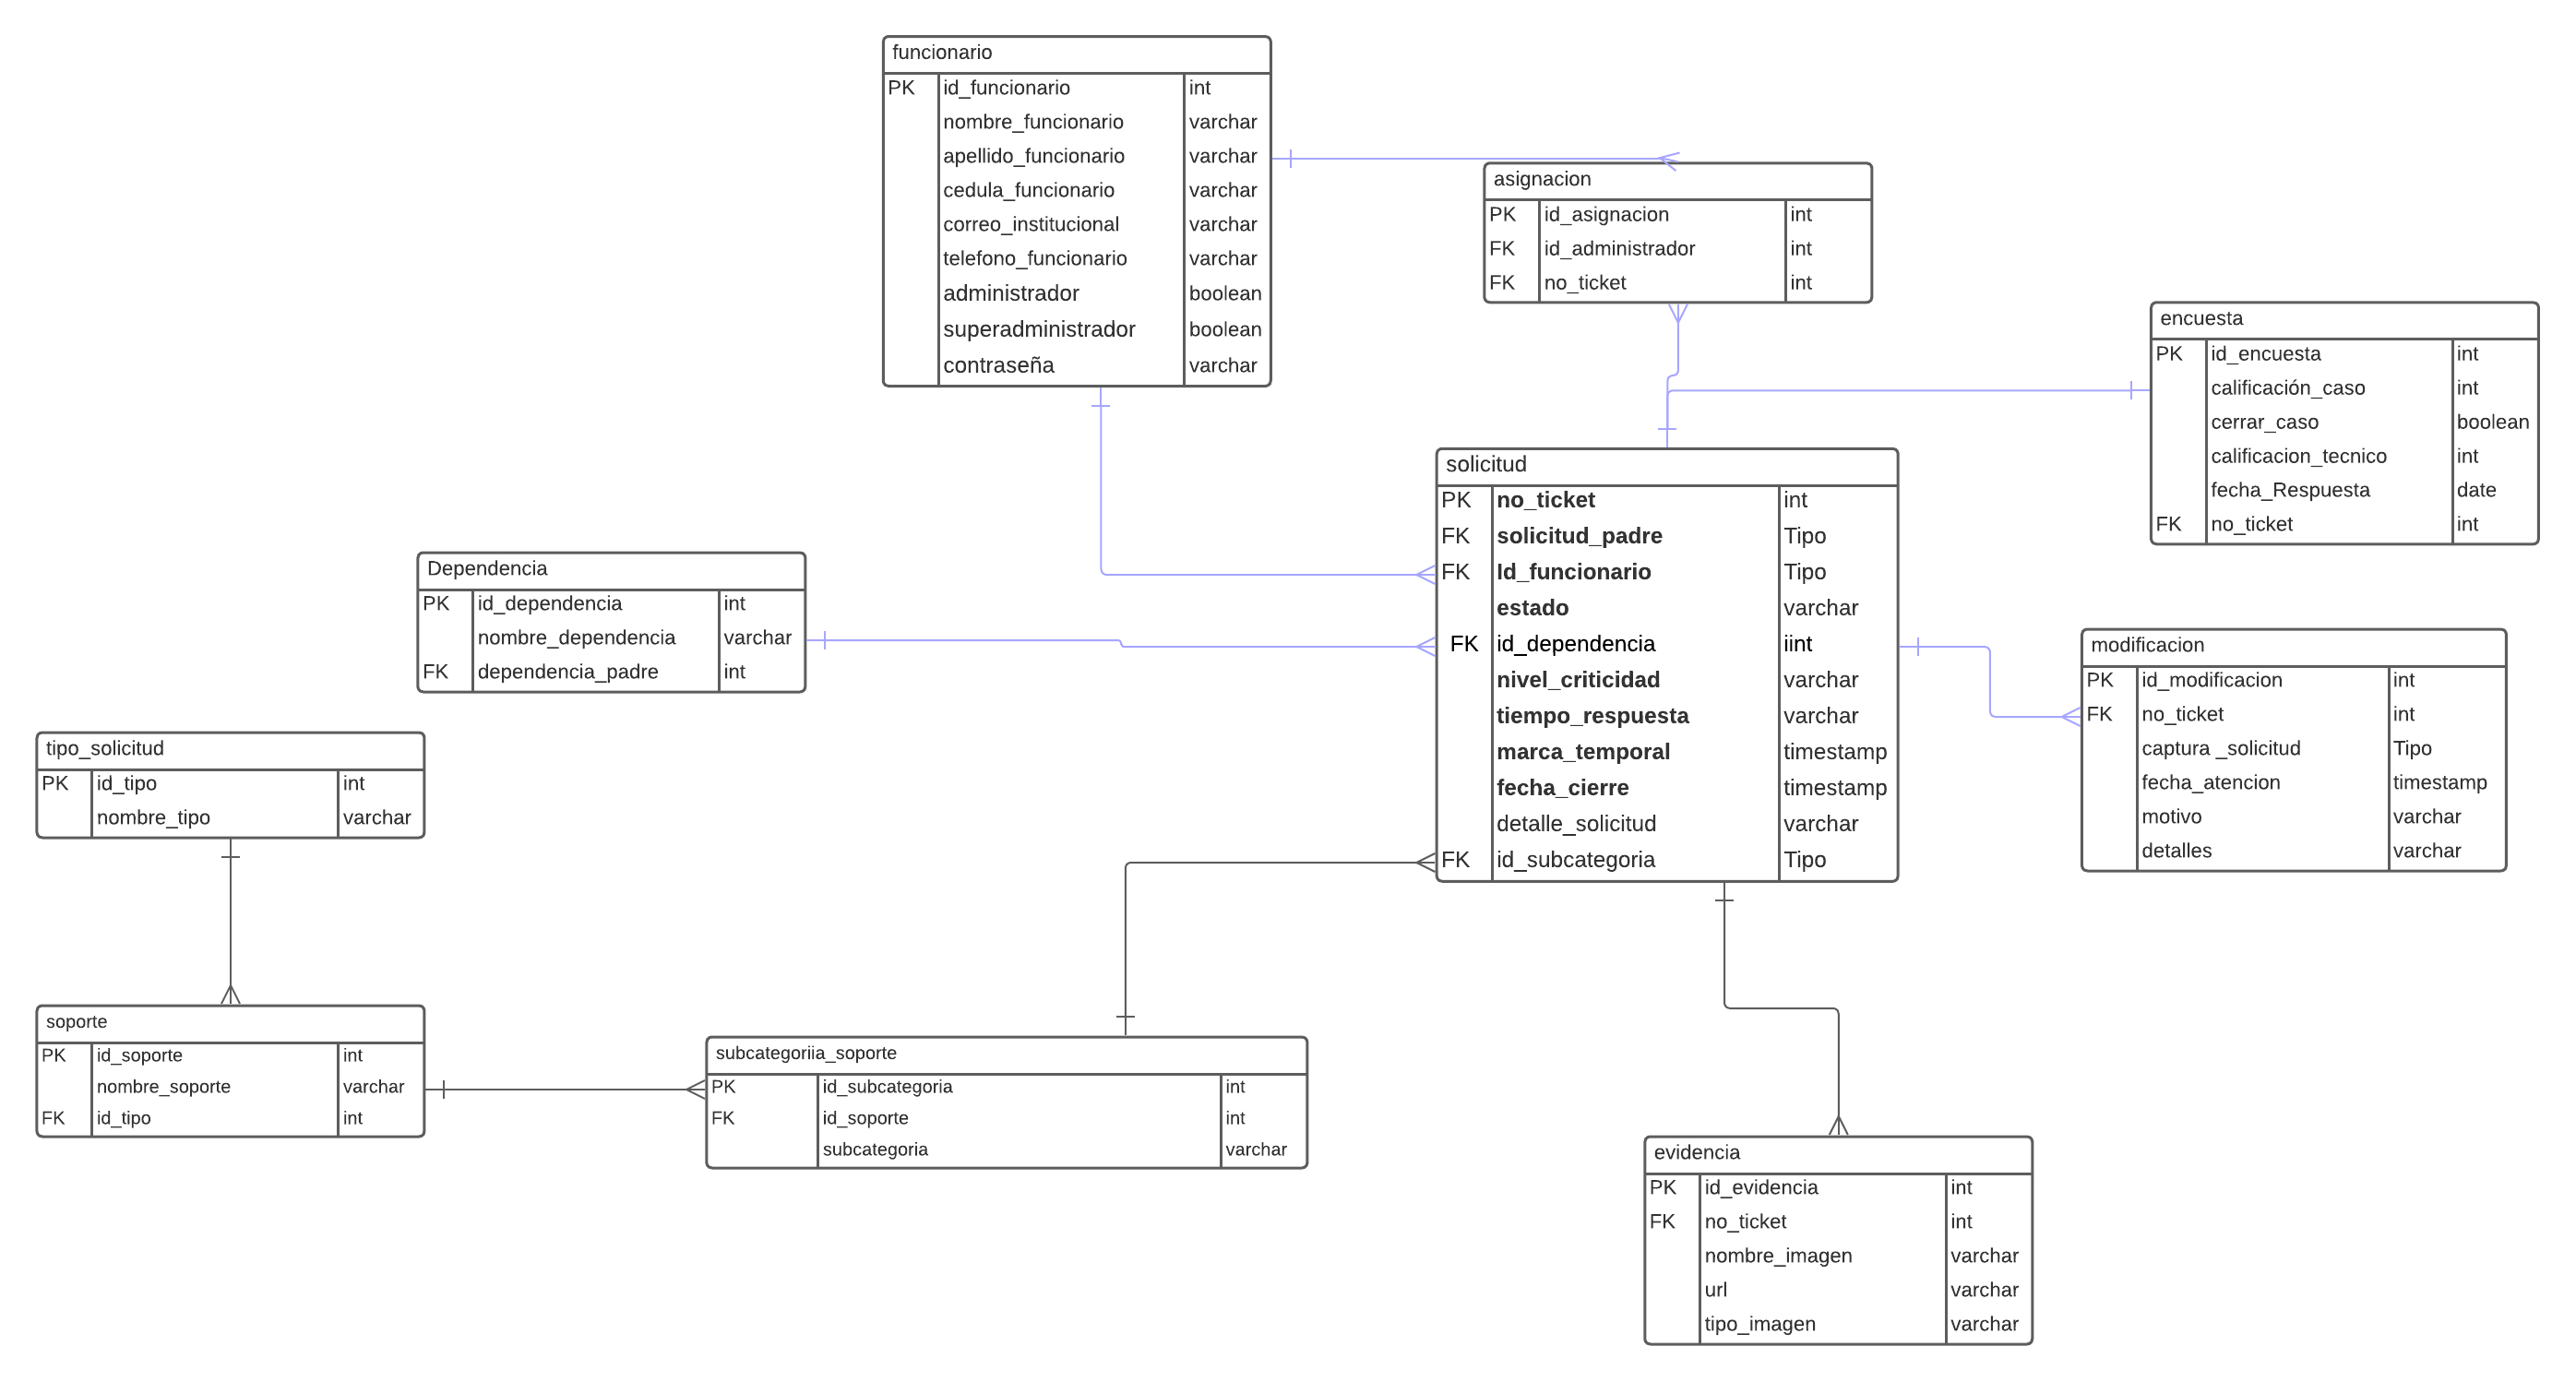 funcionario
PK id_funcionario int
nombre_funcionario varchar
apellido_funcionario varchar
cedula_funcionario varchar
correo_institucional varchar
telefono_funcionario varchar
administrador boolean
superadministrador boolean
contraseña varchar
asignacion
PK id_asignacion int
FK id_administrador int
FK no_ticket int
encuesta
PK id_encuesta int
calificación_caso int
cerrar_caso boolean
calificacion_tecnico int
fecha_Respuesta date
FK no_ticket int
solicitud
PK no_ticket int
FK solicitud_padre Tipo
FK Id_funcionario Tipo
estado varchar
FK id_dependencia iint
nivel_criticidad varchar
tiempo_respuesta varchar
marca_temporal timestamp
fecha_cierre timestamp
detalle_solicitud varchar
FK id_subcategoria Tipo
Dependencia
PK id_dependencia int
nombre_dependencia varchar
FK dependencia_padre int
modificacion
PK id_modificacion int
FK no_ticket int
captura _solicitud Tipo
fecha_atencion timestamp
motivo varchar
detalles varchar
tipo_solicitud
PK id_tipo int
nombre_tipo varchar
soporte
PK id_soporte int
nombre_soporte varchar
FK id_tipo int
subcategoriia_soporte
PK id_subcategoria int
FK id_soporte int
subcategoria varchar
evidencia
PK id_evidencia int
FK no_ticket int
nombre_imagen varchar
url varchar
tipo_imagen varchar